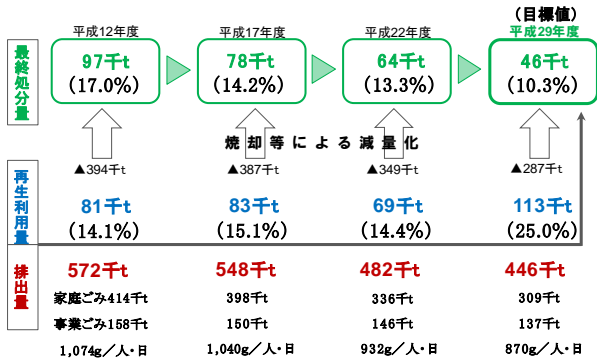 (目標値)
平成12年度 平成17年度 平成22年度 平成29年度
最終処分量
97千t 78千t 64千t 46千t
(17.0%) (14.2%) (13.3%) (10.3%)
焼却等による減量化
▲394千t ▲387千t ▲349千t ▲287千t
再生利用量
81千t 83千t 69千t 113千t
(14.1%) (15.1%) (14.4%) (25.0%)
排出量
572千t 548千t 482千t 446千t
家庭ごみ414千t 398千t 336千t 309千t
事業ごみ158千t 150千t 146千t 137千t
1,074g/人・日 1,040g/人・日 932g/人・日 870g/人・日